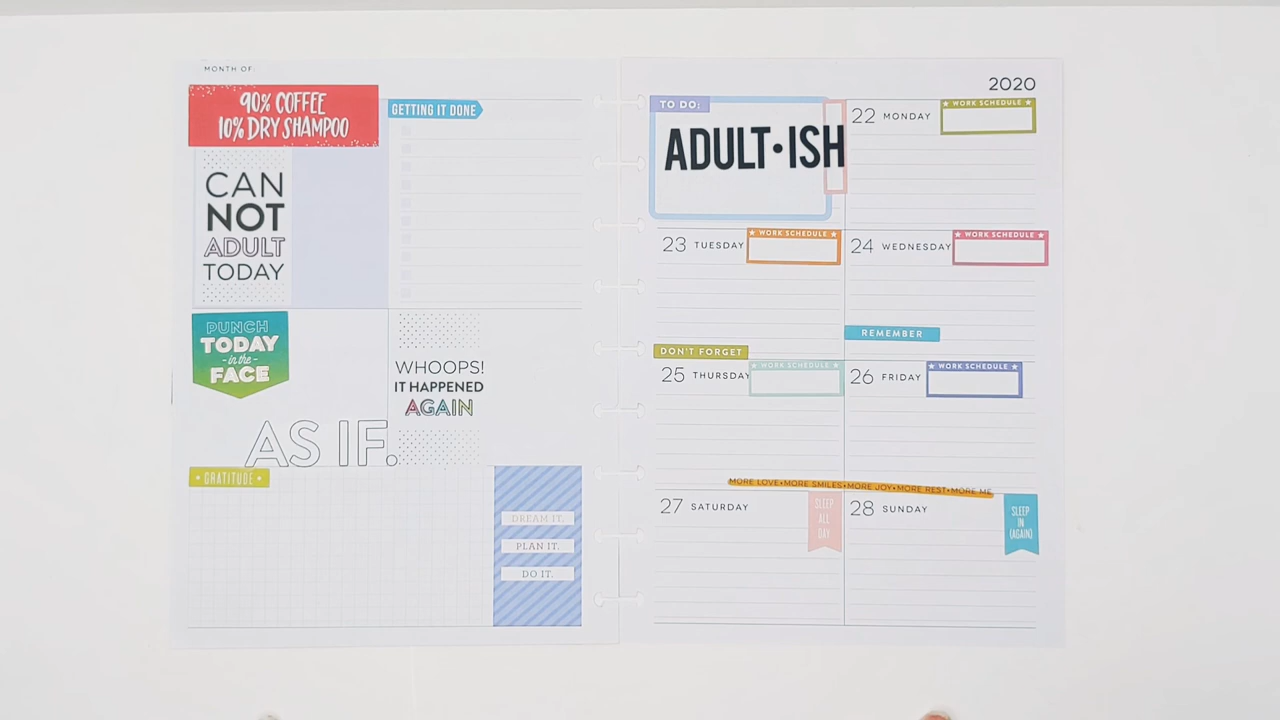 MONTH OF:
90% COFFEE
10% DRY SHAMPOO
GETTING IT DONE
CAN
NOT
ADULT
TODAY
PUNCH
TODAY
-in the-
FACE
WHOOPS!
IT HAPPENED
AGAIN
AS IF.
• GRATITUDE •
DREAM IT.
PLAN IT.
DO IT.
2020
TO DO:
ADULT•ISH
22 MONDAY
★ WORK SCHEDULE ★
23 TUESDAY
★ WORK SCHEDULE ★
24 WEDNESDAY
★ WORK SCHEDULE ★
REMEMBER
DON'T FORGET
25 THURSDAY
★ WORK SCHEDULE ★
26 FRIDAY
★ WORK SCHEDULE ★
MORE LOVE•MORE SMILES•MORE JOY•MORE REST•MORE ME
27 SATURDAY
SLEEP
ALL
DAY
28 SUNDAY
SLEEP
IN
(AGAIN)